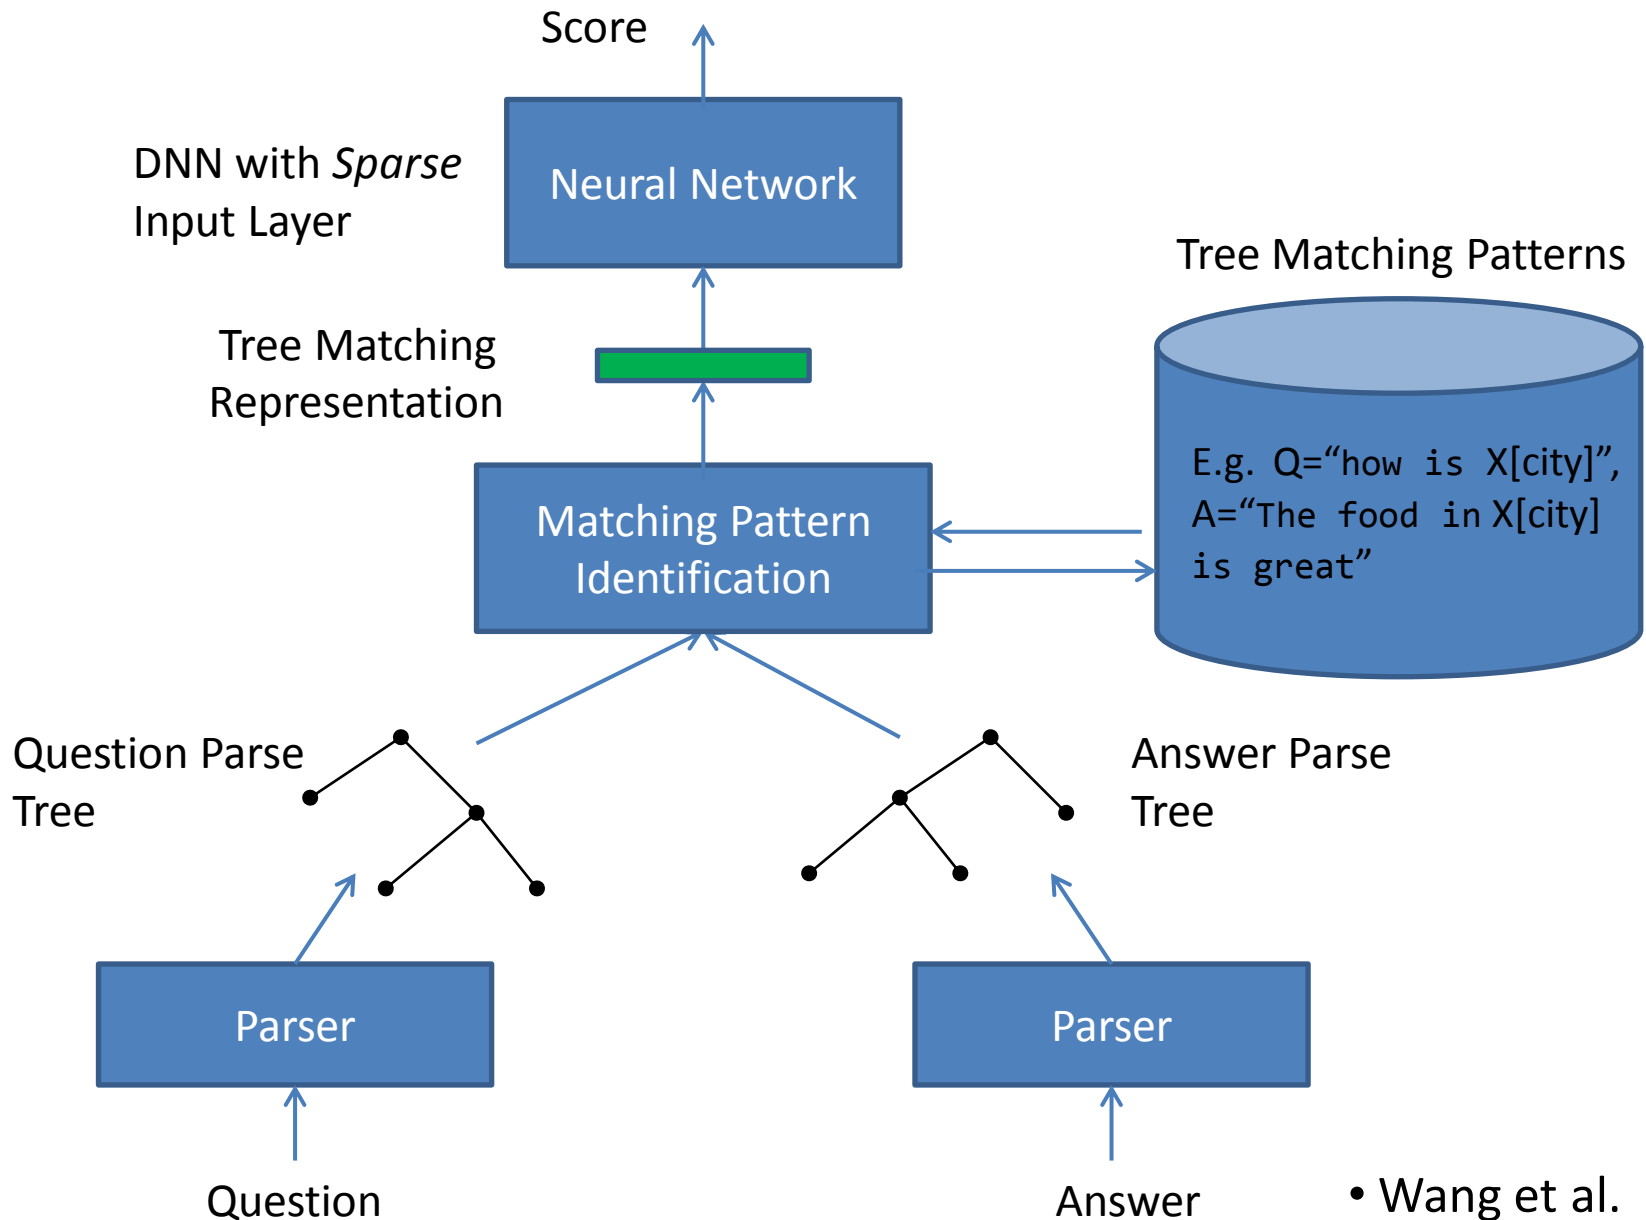 Score
DNN with Sparse
Input Layer
Neural Network
Tree Matching Patterns
Tree Matching
Representation
E.g. Q=“how is X[city]”,
A=“The food in X[city]
is great”
Matching Pattern
Identification
Question Parse
Tree
Answer Parse
Tree
Parser
Parser
Question
Answer
• Wang et al.